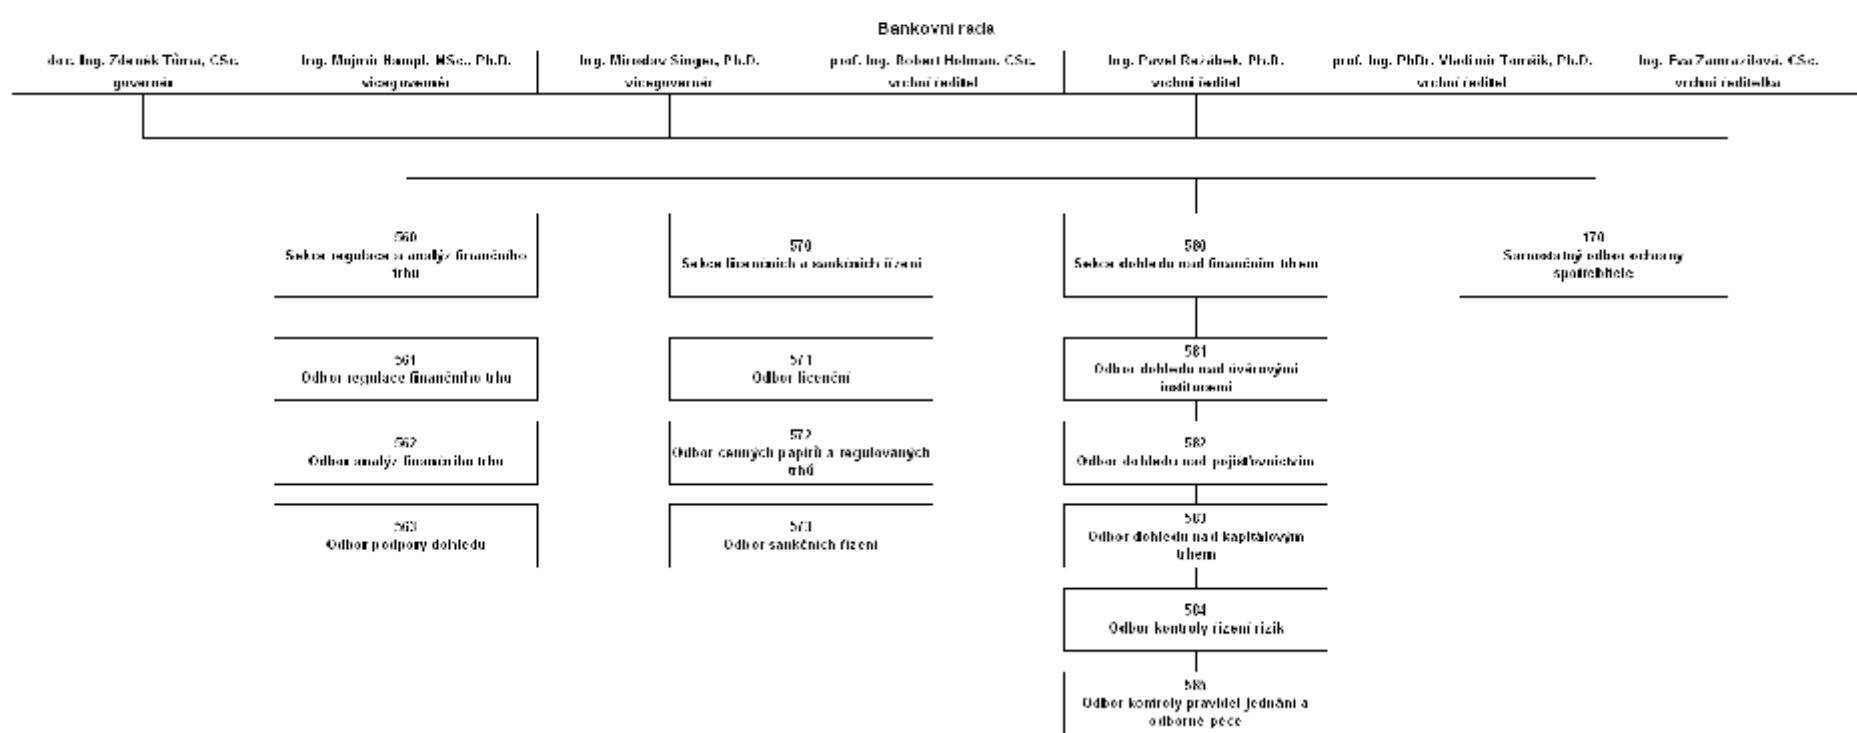 Bankovní rada
doc. Ing. Zdeněk Tůma, CSc.
guvernér
Ing. Mojmír Hampl, MSc., Ph.D.
viceguvernér
Ing. Miroslav Singer, Ph.D.
viceguvernér
prof. Ing. Robert Holman, CSc.
vrchní ředitel
Ing. Pavel Řežábek, Ph.D.
vrchní ředitel
prof. Ing. PhDr. Vladimír Tomšík, Ph.D.
vrchní ředitel
Ing. Eva Zamrazilová, CSc.
vrchní ředitelka
560
Sekce regulace a analýz finančního
trhu
570
Sekce licenčních a sankčních řízení
580
Sekce dohledu nad finančním trhem
170
Samostatný odbor ochrany
spotřebitele
561
Odbor regulace finančního trhu
571
Odbor licenční
581
Odbor dohledu nad úvěrovými
institucemi
562
Odbor analýz finančního trhu
572
Odbor cenných papírů a regulovaných
trhů
582
Odbor dohledu nad pojišťovnictvím
563
Odbor podpory dohledu
573
Odbor sankčních řízení
583
Odbor dohledu nad kapitálovým
trhem
584
Odbor kontroly řízení rizik
585
Odbor kontroly pravidel jednání a
odborné péče